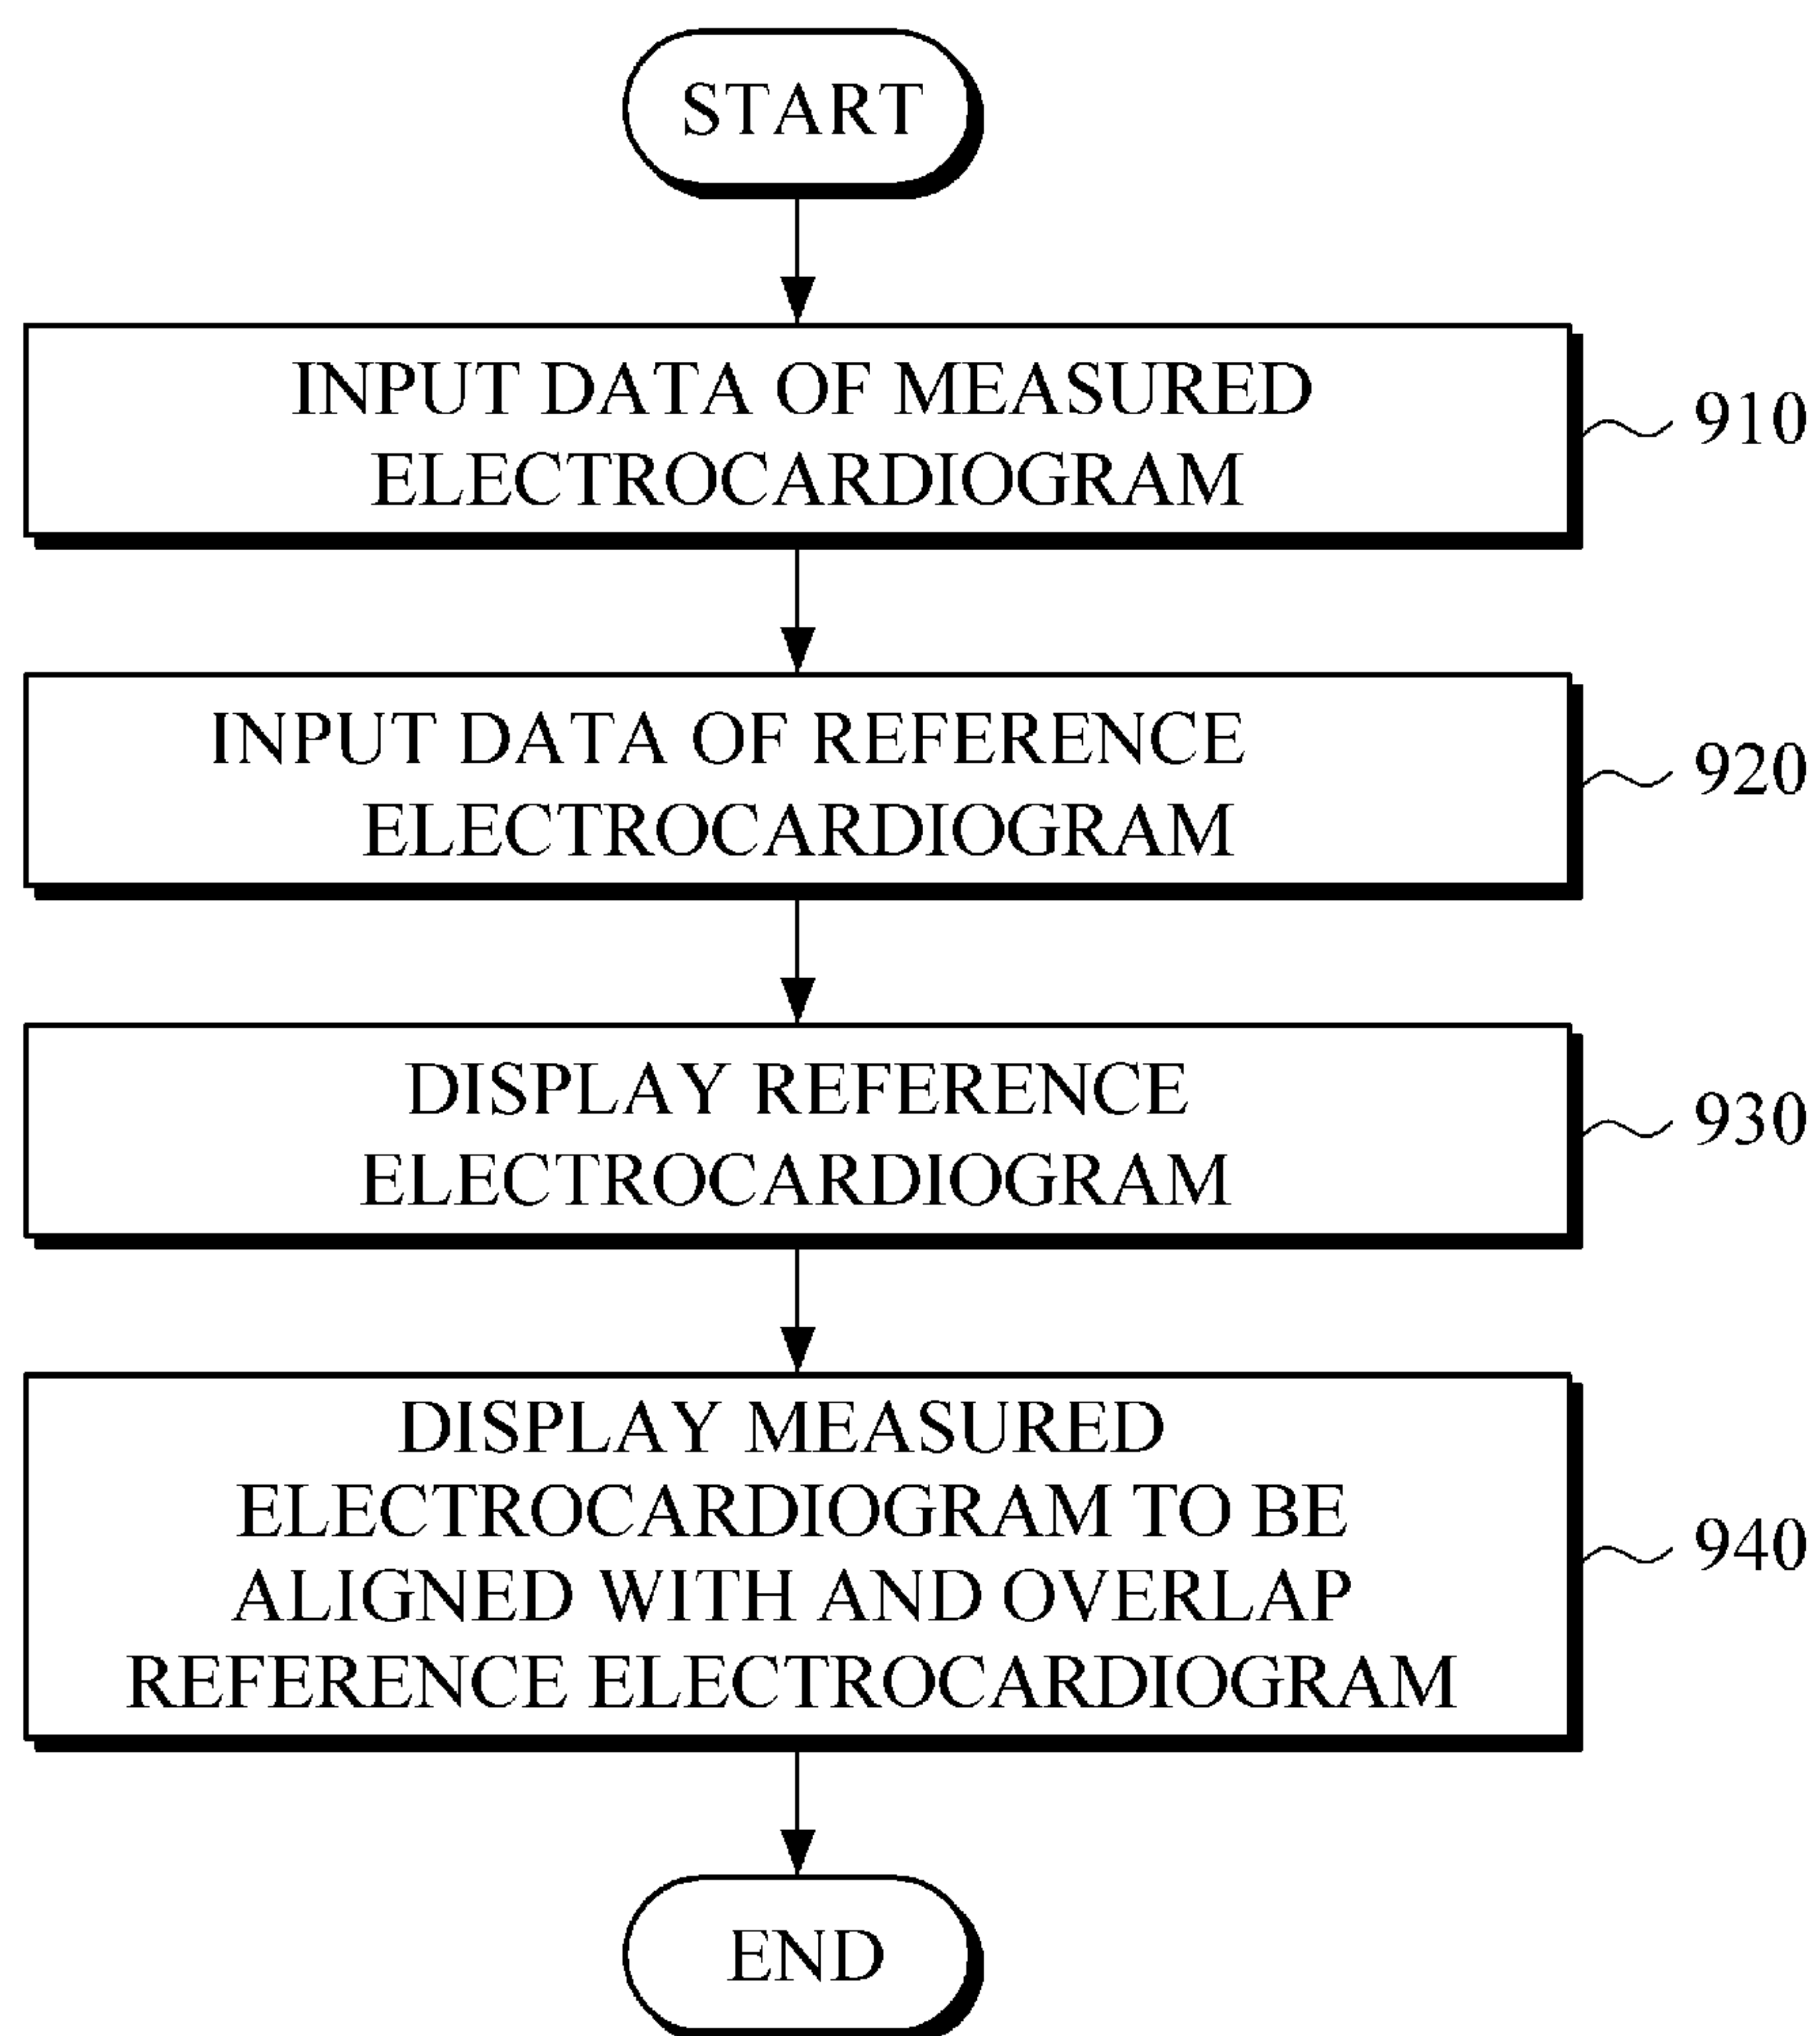 START
INPUT DATA OF MEASURED
ELECTROCARDIOGRAM
910
INPUT DATA OF REFERENCE
ELECTROCARDIOGRAM
920
DISPLAY REFERENCE
ELECTROCARDIOGRAM
930
DISPLAY MEASURED
ELECTROCARDIOGRAM TO BE
ALIGNED WITH AND OVERLAP
REFERENCE ELECTROCARDIOGRAM
940
END